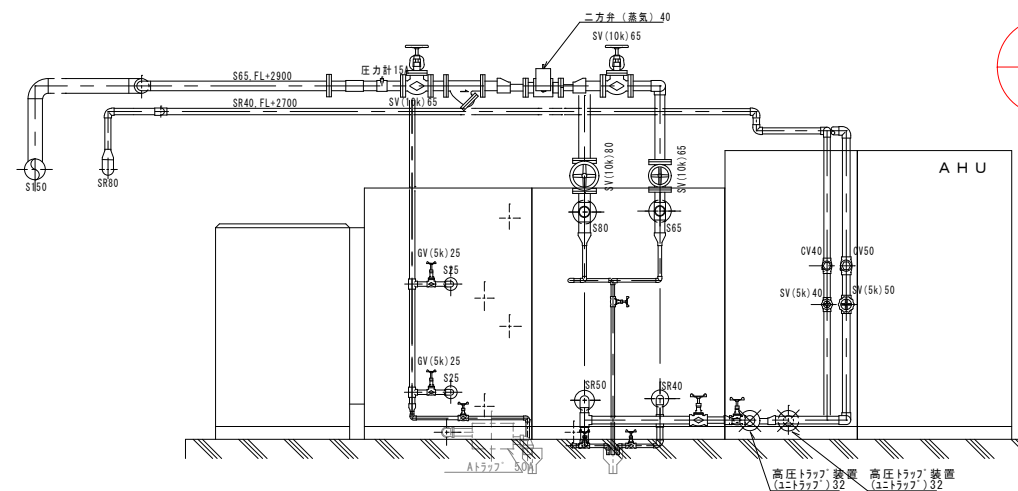 二方弁 (蒸気) 40
SV(10k)65
圧力計15A
S65,FL+2900
SV(10k)65
SR40,FL+2700
S150
SR80
SV(10k)80
SV(10k)65
AHU
S80
S65
GV(5k)25
S25
CV40
CV50
SV(5k)40
SV(5k)50
GV(5k)25
S25
SR50
SR40
Aトラップ 50A
高圧トラップ装置
(ユニトラップ)32
高圧トラップ装置
(ユニトラップ)32